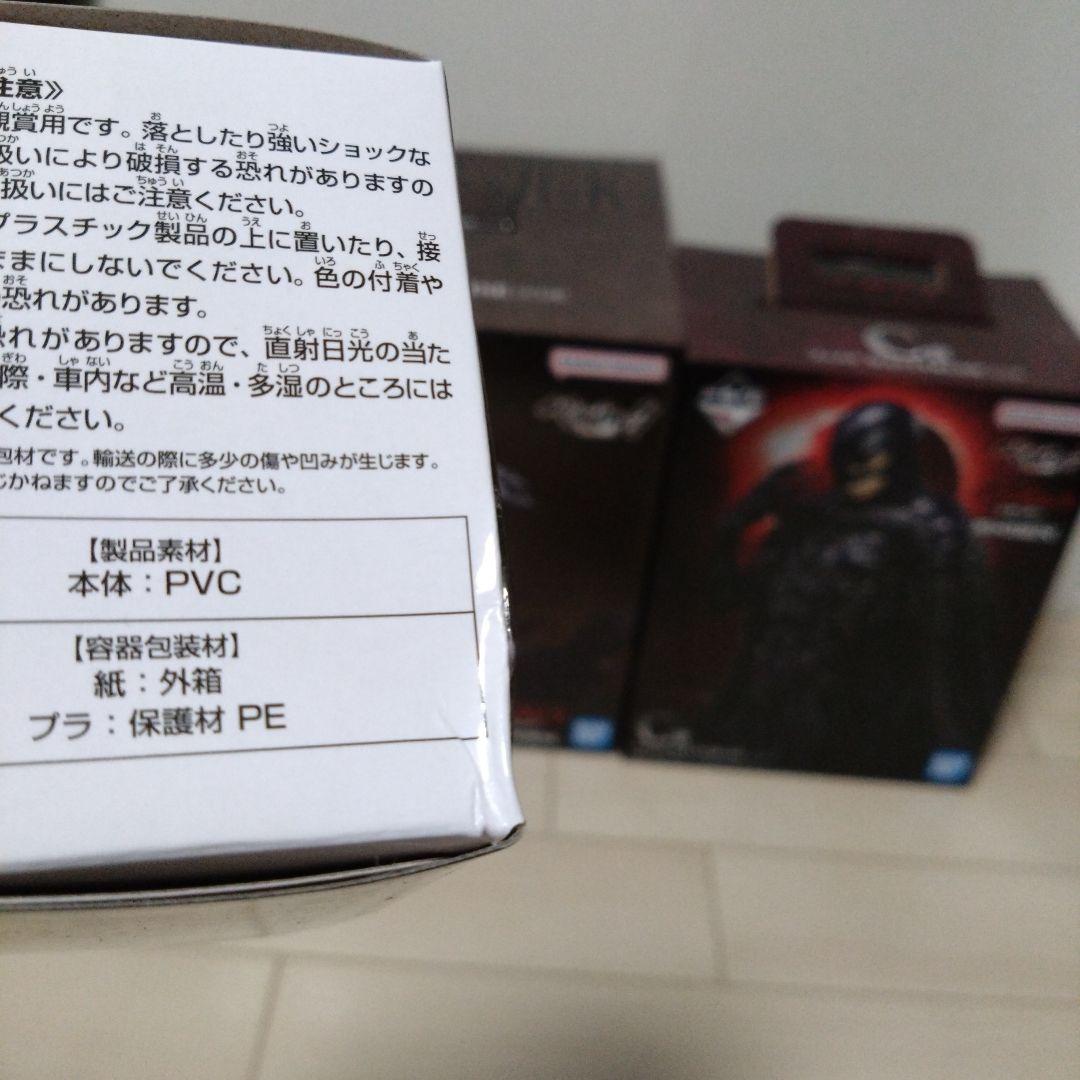 注意》
観賞用です。落としたり強いショックな
扱いにより破損する恐れがありますの
扱いにはご注意ください。
プラスチック製品の上に置いたり、接
ままにしないでください。色の付着や
恐れがあります。
恐れがありますので、直射日光の当た
際・車内など高温・多湿のところには
ください。
包材です。輸送の際に多少の傷や凹みが生じます。
じかねますのでご了承ください。
【製品素材】
本体：PVC
【容器包装材】
紙：外箱
プラ：保護材 PE